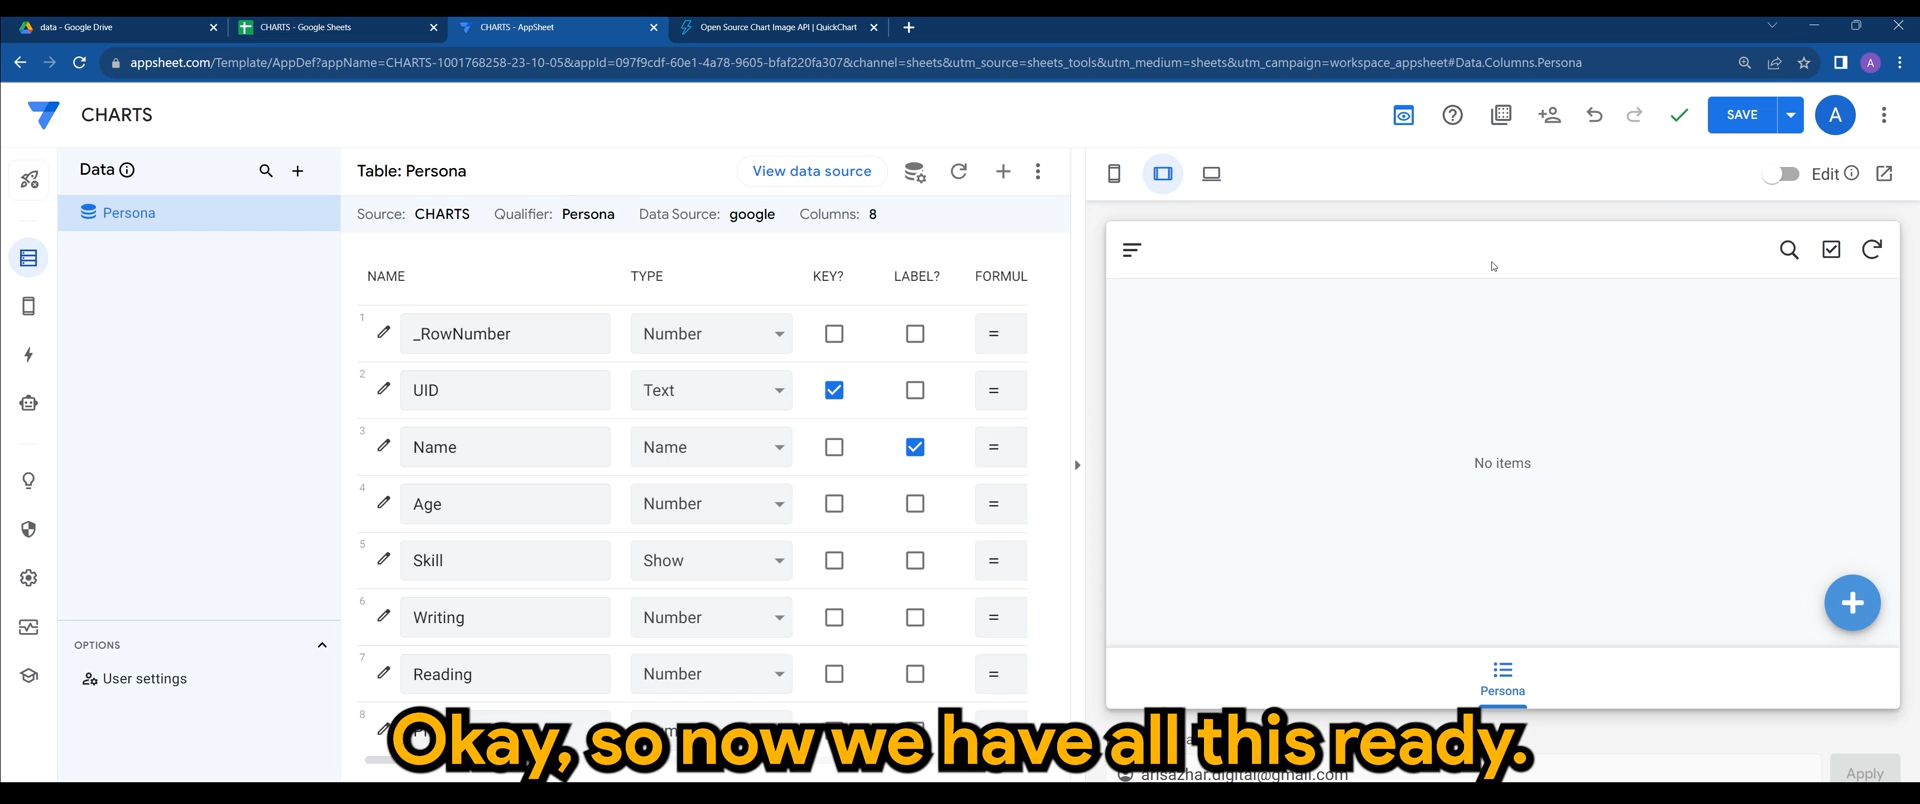 data - Google Drive
CHARTS - Google Sheets
CHARTS - AppSheet
Open Source Chart Image API | QuickChart
appsheet.com/Template/AppDef?appName=CHARTS-1001768258-23-10-05&appId=097f9cdf-60e1-4a78-9605-bfaf220fa307&channel=sheets&utm_source=sheets_tools&utm_medium=sheets&utm_campaign=workspace_appsheet#Data.Columns.Persona
A
CHARTS
SAVE
A
Data
Persona
Table: Persona
View data source
Edit
Source: CHARTS Qualifier: Persona Data Source: google Columns: 8
NAME TYPE KEY? LABEL? FORMUL
1 _RowNumber Number =
2 UID Text =
3 Name Name =
4 Age Number =
5 Skill Show =
6 Writing Number =
7 Reading Number =
8
No items
Persona
OPTIONS
User settings
Okay, so now we have all this ready.
arisazhar.digital@gmail.com
Apply